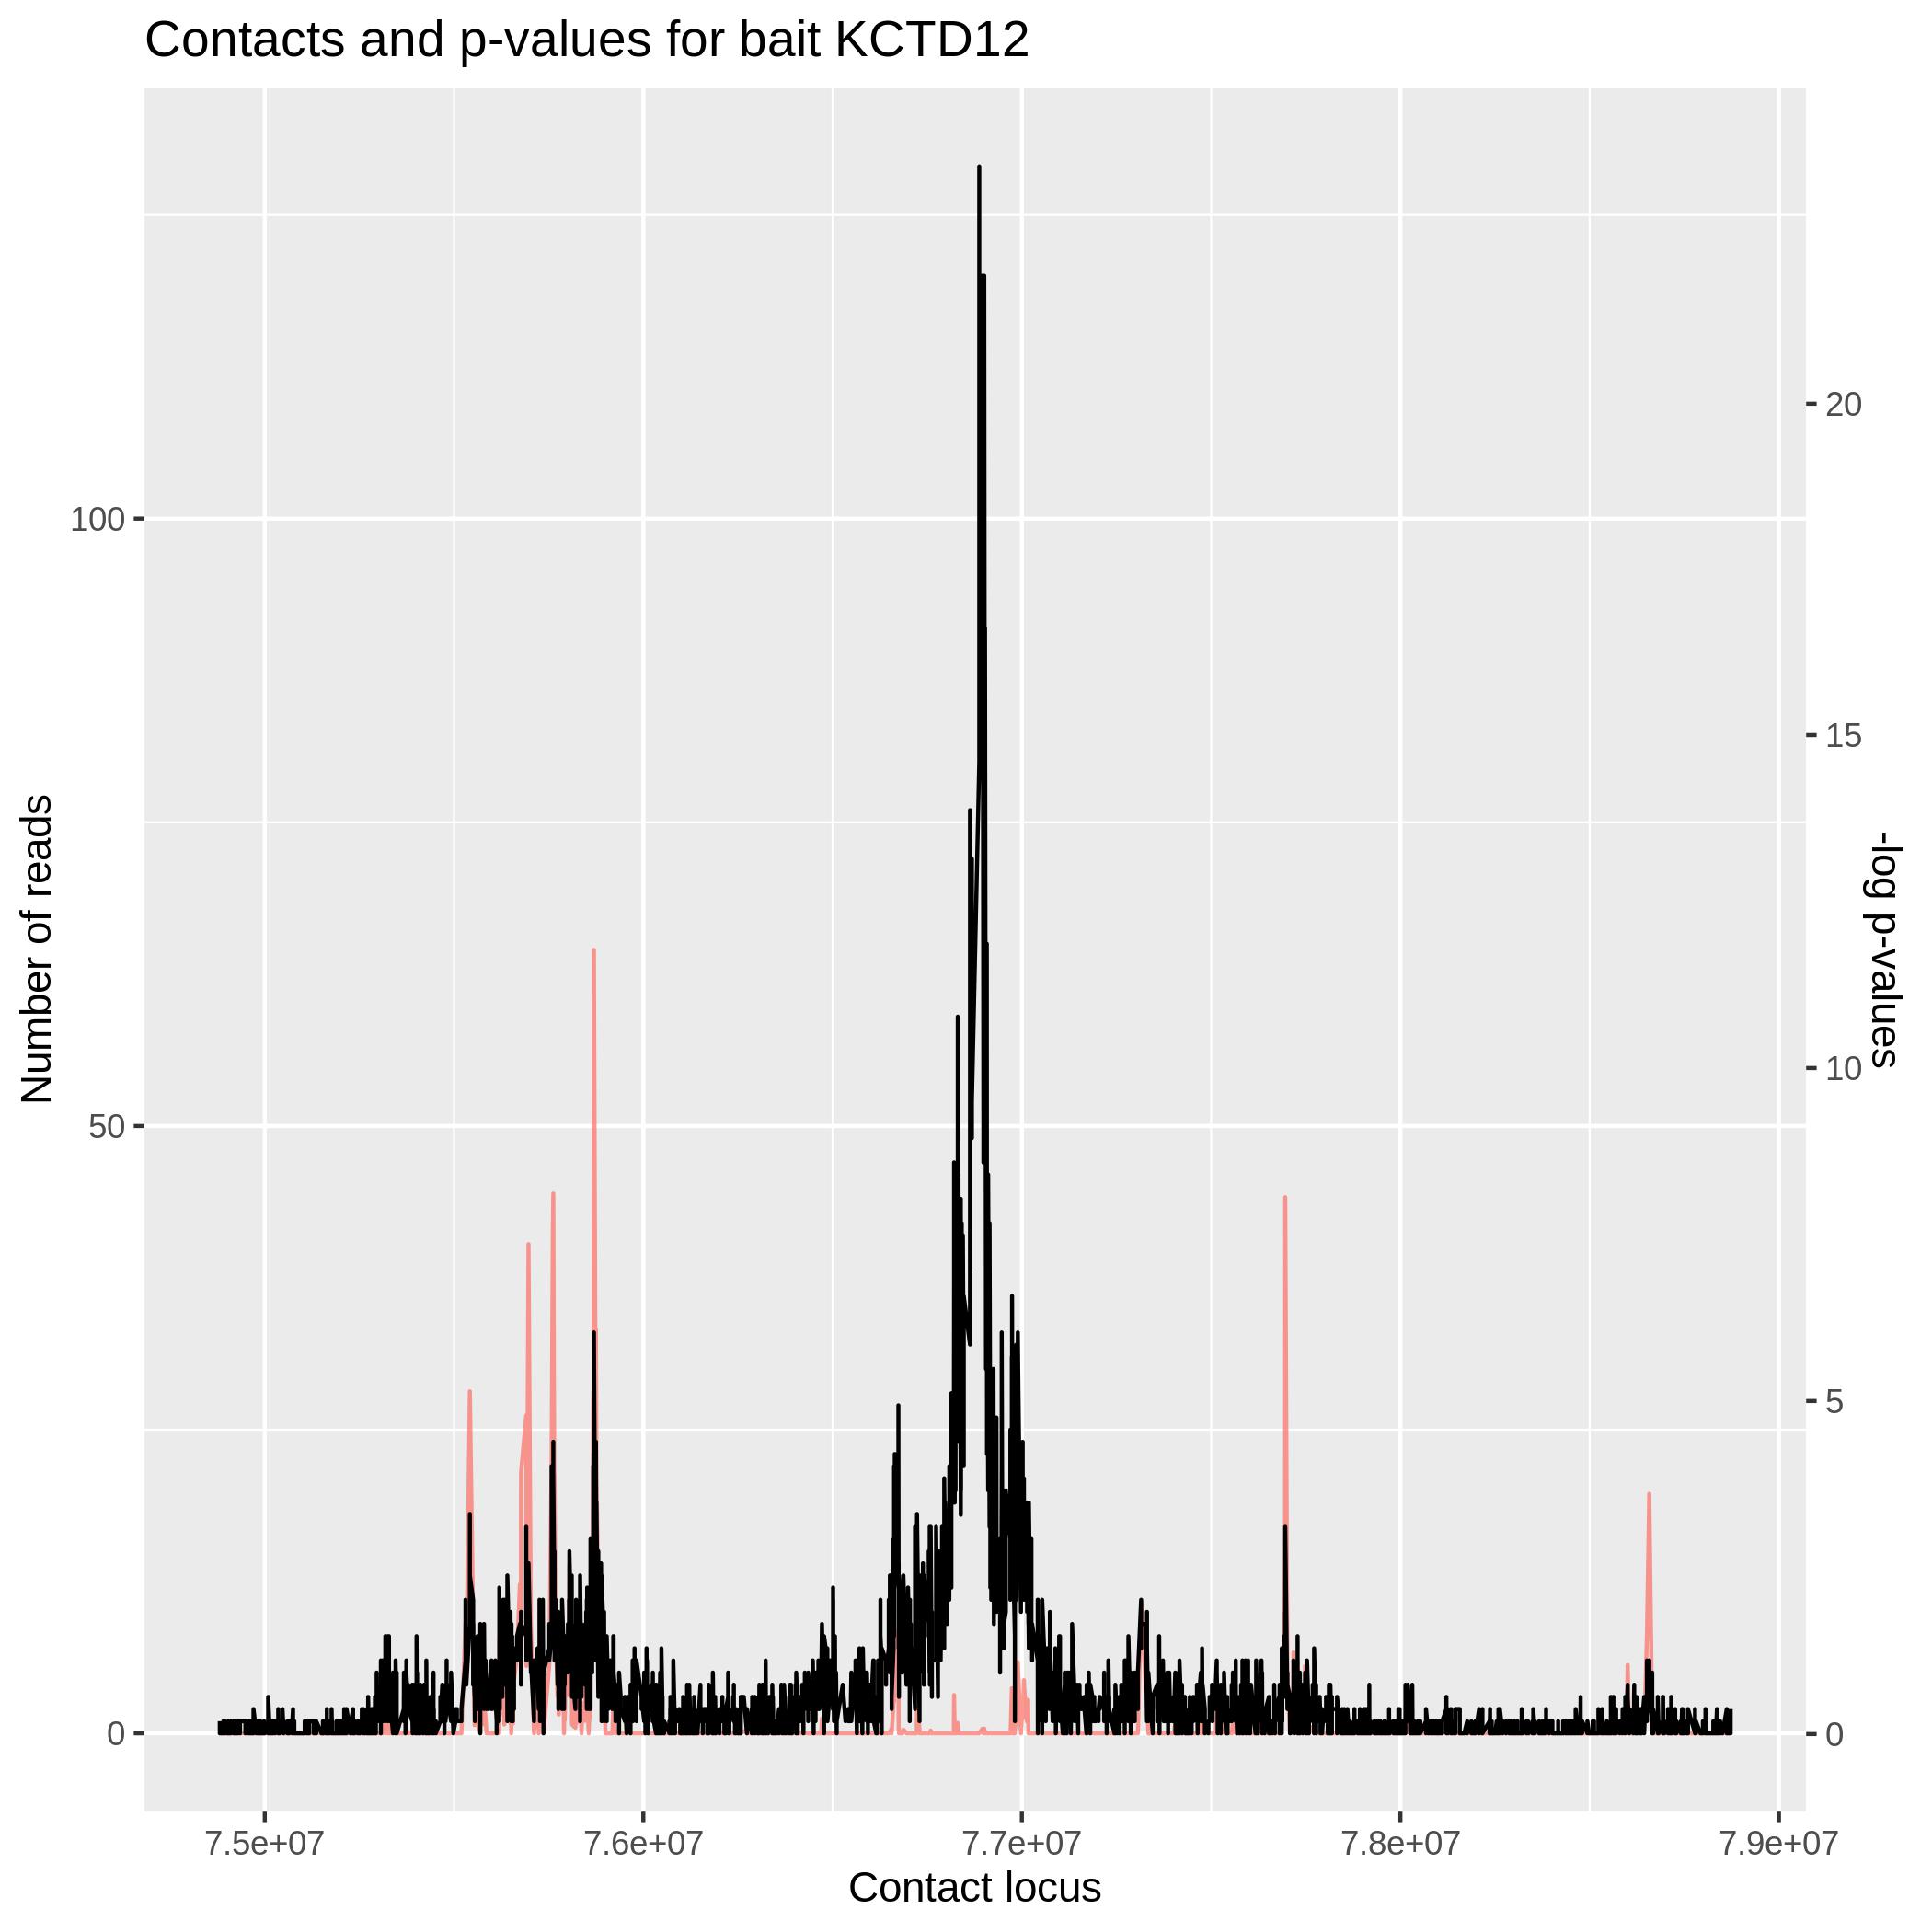 Contacts and p-values for bait KCTD12
Number of reads
100
50
0
20
15
10
5
0
-log p-values
7.5e+07
7.6e+07
7.7e+07
7.8e+07
7.9e+07
Contact locus